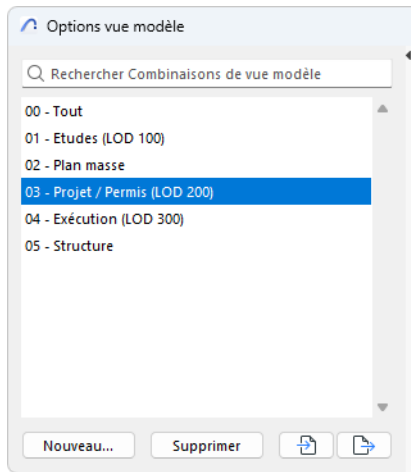 Options vue modèle
Rechercher Combinaisons de vue modèle
00 - Tout
01 - Etudes (LOD 100)
02 - Plan masse
03 - Projet / Permis (LOD 200)
04 - Exécution (LOD 300)
05 - Structure
Nouveau... Supprimer